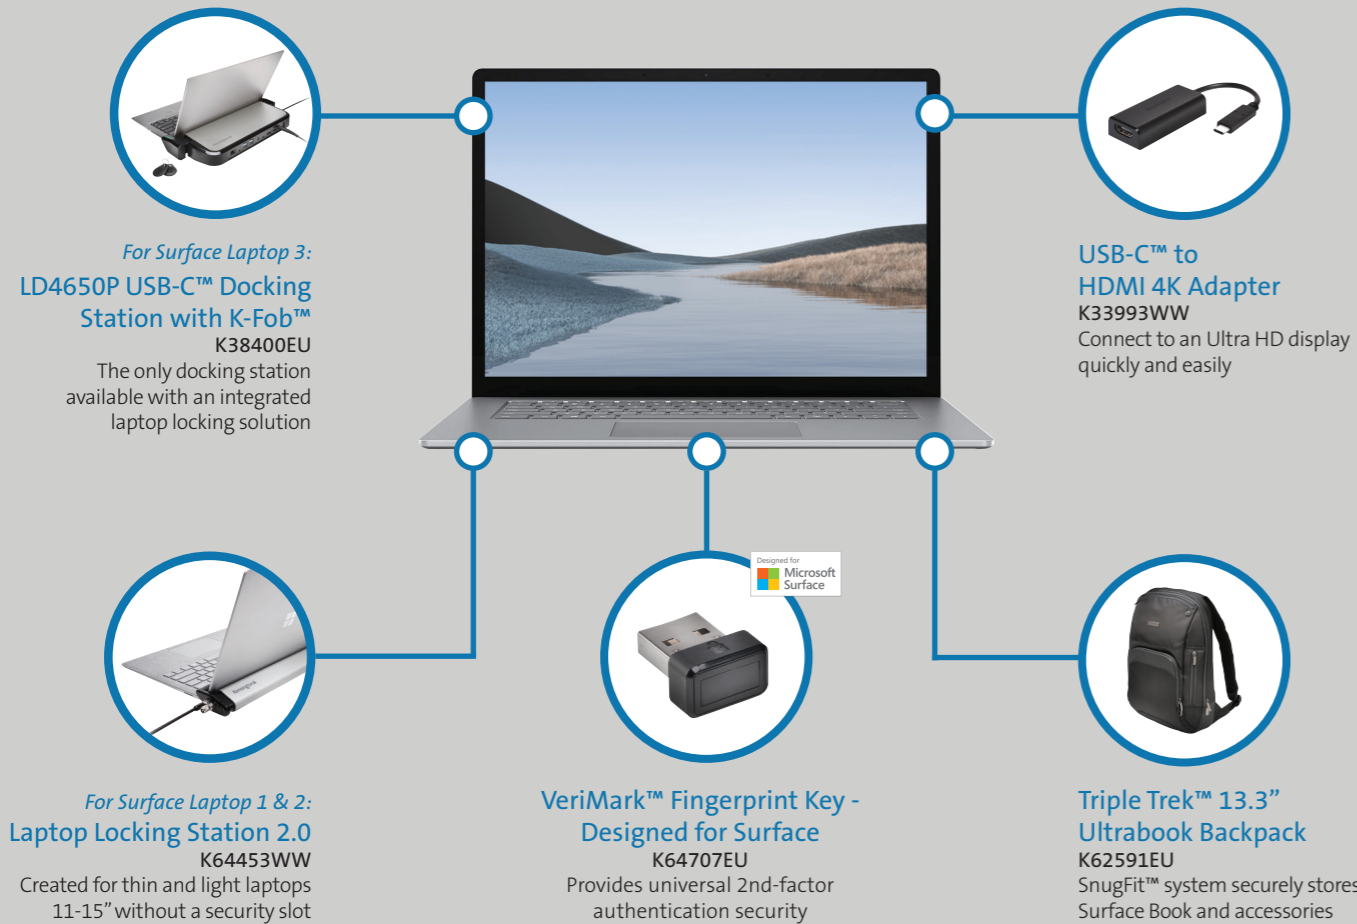 For Surface Laptop 3:
LD4650P USB-C™ Docking
Station with K-Fob™
K38400EU
The only docking station
available with an integrated
laptop locking solution
USB-C™ to
HDMI 4K Adapter
K33993WW
Connect to an Ultra HD display
quickly and easily
For Surface Laptop 1 & 2:
Laptop Locking Station 2.0
K64453WW
Created for thin and light laptops
11-15” without a security slot
Kensington
Designed for
Microsoft
Surface
VeriMark™ Fingerprint Key -
Designed for Surface
K64707EU
Provides universal 2nd-factor
authentication security
Triple Trek™ 13.3”
Ultrabook Backpack
K62591EU
SnugFit™ system securely stores
Surface Book and accessories